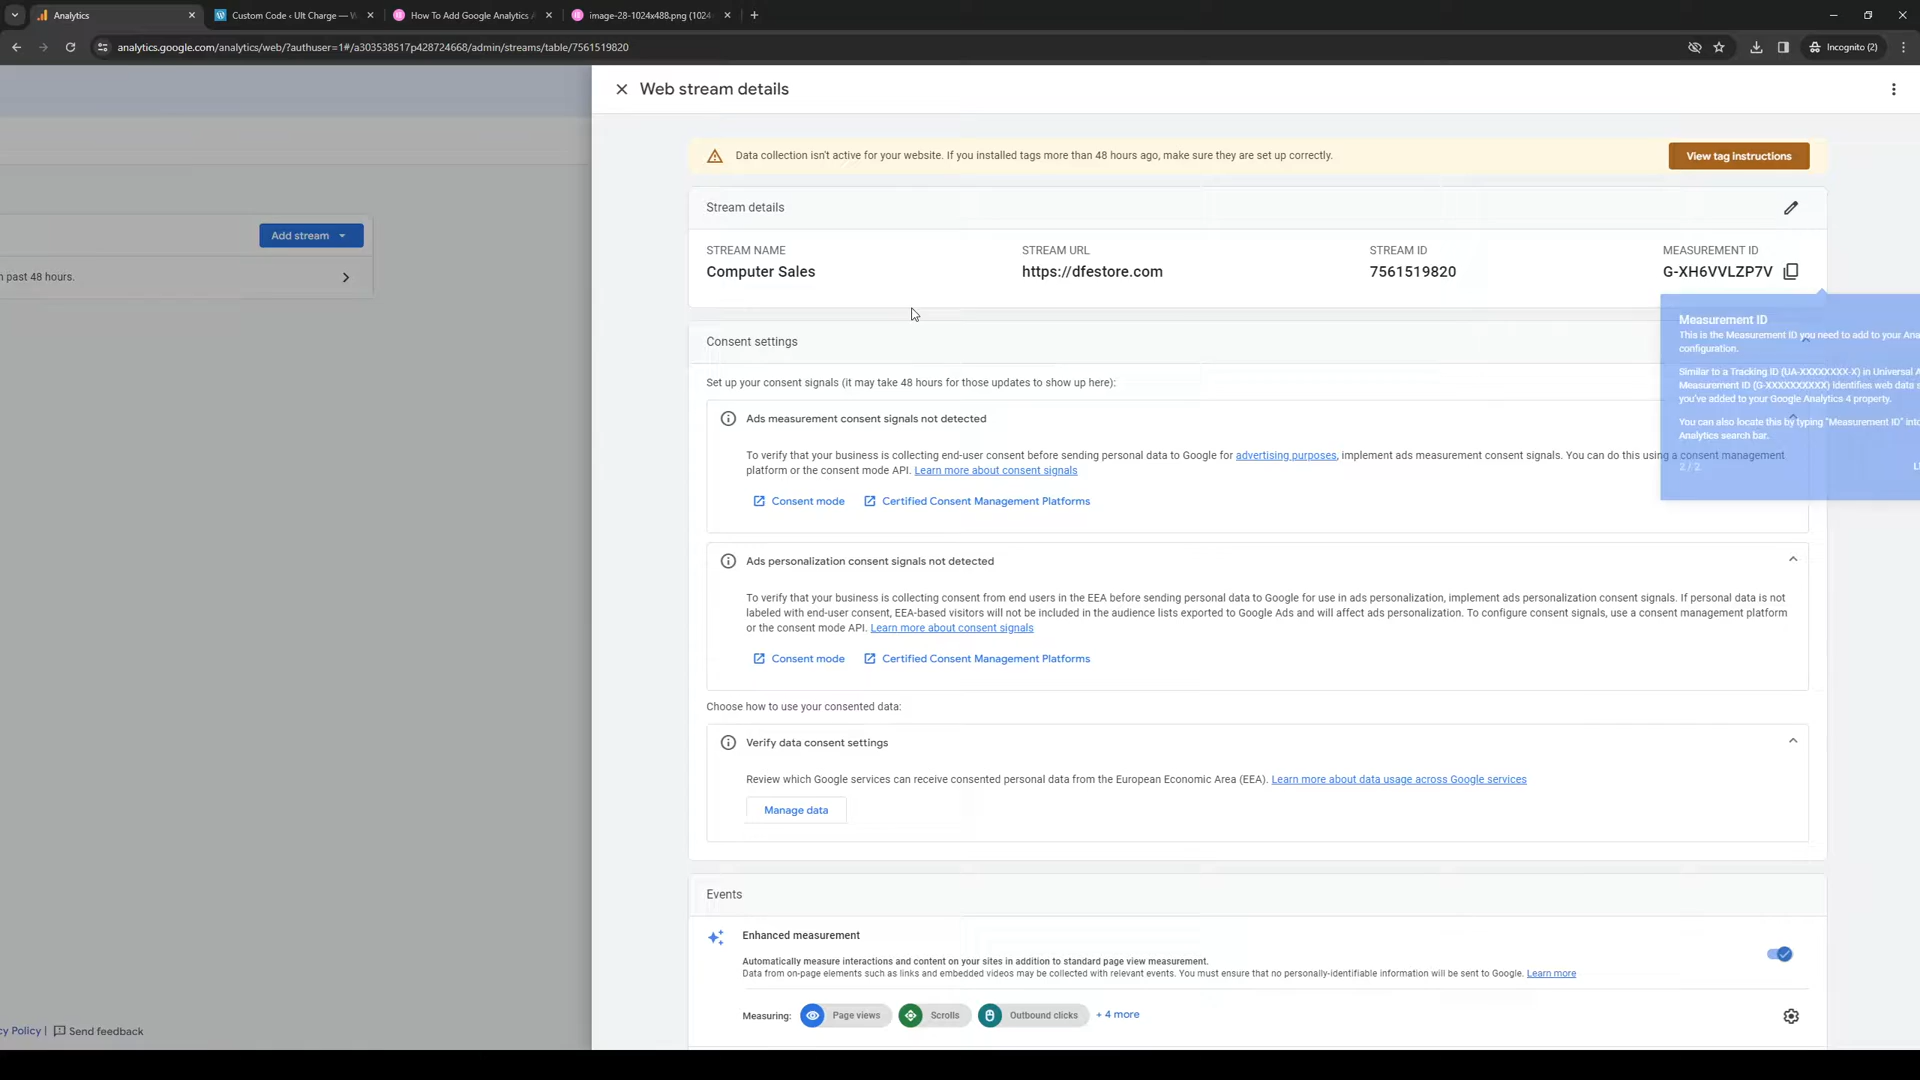 Analytics
Custom Code ‹ Ult Charge — W
How To Add Google Analytics
image-28-1024x488.png (1024
analytics.google.com/analytics/web/?authuser=1#/a303538517p428724668/admin/streams/table/7561519820
Incognito (2)
Web stream details
Data collection isn't active for your website. If you installed tags more than 48 hours ago, make sure they are set up correctly.
View tag instructions
Stream details
Add stream
STREAM NAME
STREAM URL
STREAM ID
MEASUREMENT ID
Computer Sales
https://dfestore.com
7561519820
G-XH6VVLZP7V
past 48 hours.
Measurement ID
This is the Measurement ID you need to add to your
configuration.
Similar to a Tracking ID (UA-XXXXXXXX-X) in Universal
Measurement ID (G-XXXXXXXXXX) identifies web data
you've added to your Google Analytics 4 property.
You can also locate this by typing "Measurement ID"
Analytics search bar.
2 / 2
Consent settings
Set up your consent signals (it may take 48 hours for those updates to show up here):
Ads measurement consent signals not detected
To verify that your business is collecting end-user consent before sending personal data to Google for advertising purposes, implement ads measurement consent signals. You can do this using a consent management
platform or the consent mode API. Learn more about consent signals
Consent mode
Certified Consent Management Platforms
Ads personalization consent signals not detected
To verify that your business is collecting consent from end users in the EEA before sending personal data to Google for use in ads personalization, implement ads personalization consent signals. If personal data is not
labeled with end-user consent, EEA-based visitors will not be included in the audience lists exported to Google Ads and will affect ads personalization. To configure consent signals, use a consent management platform
or the consent mode API. Learn more about consent signals
Consent mode
Certified Consent Management Platforms
Choose how to use your consented data:
Verify data consent settings
Review which Google services can receive consented personal data from the European Economic Area (EEA). Learn more about data usage across Google services
Manage data
Events
Enhanced measurement
Automatically measure interactions and content on your sites in addition to standard page view measurement.
Data from on-page elements such as links and embedded videos may be collected with relevant events. You must ensure that no personally-identifiable information will be sent to Google. Learn more
Measuring:
Page views
Scrolls
Outbound clicks
+ 4 more
cy Policy |
Send feedback